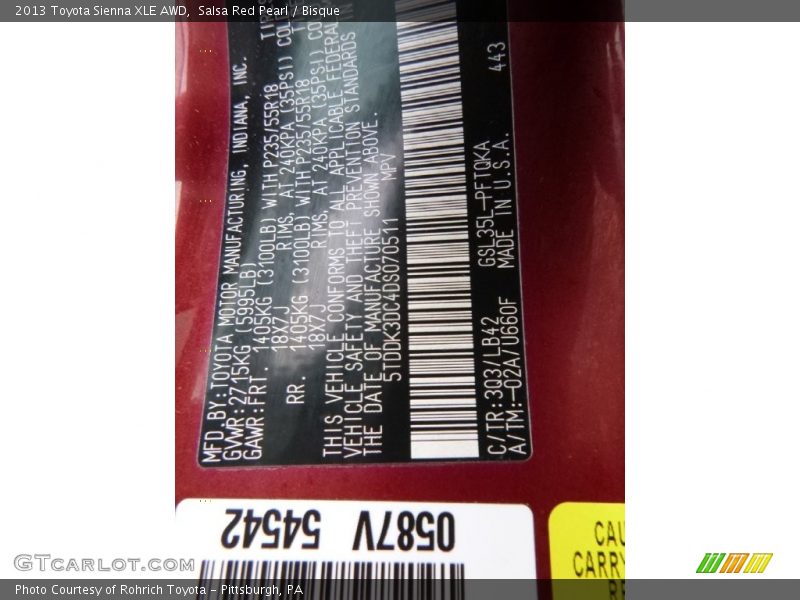 2013 Toyota Sienna XLE AWD,  Salsa Red Pearl / Bisque
MFD.BY:TOYOTA MOTOR MANUFACTURING, INDIANA, INC.
GVWR:2715KG (5995LB)
GAWR:FRT. 1405KG (3100LB) WITH P235/55R18
18X7J RIMS, AT 240KPA (35PSI)
RR. 1405KG (3100LB) WITH P235/55R18
18X7J RIMS, AT 240KPA (35PSI)
THIS VEHICLE CONFORMS TO ALL APPLICABLE FEDERAL
VEHICLE SAFETY AND THEFT PREVENTION STANDARDS
THE DATE OF MANUFACTURE SHOWN ABOVE.
5TDDK3DC4DS070511 MPV
C/TR:3Q3/LB42 GSL35L-PFTQKA 443
A/TM:-02A/U660F MADE IN U.S.A.
0587V 54542
CARRY
GTCARLOT.COM
Photo Courtesy of Rohrich Toyota - Pittsburgh, PA